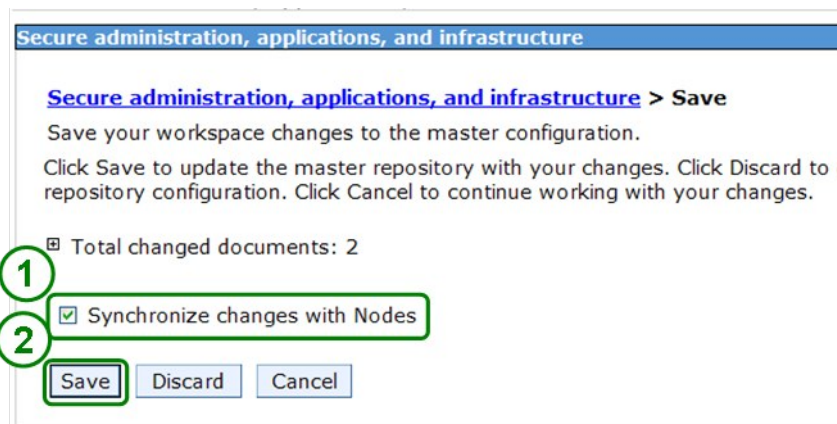 Secure administration, applications, and infrastructure
Secure administration, applications, and infrastructure > Save
Save your workspace changes to the master configuration.
Click Save to update the master repository with your changes. Click Discard to
repository configuration. Click Cancel to continue working with your changes.
Total changed documents: 2
1
Synchronize changes with Nodes
2
Save Discard Cancel